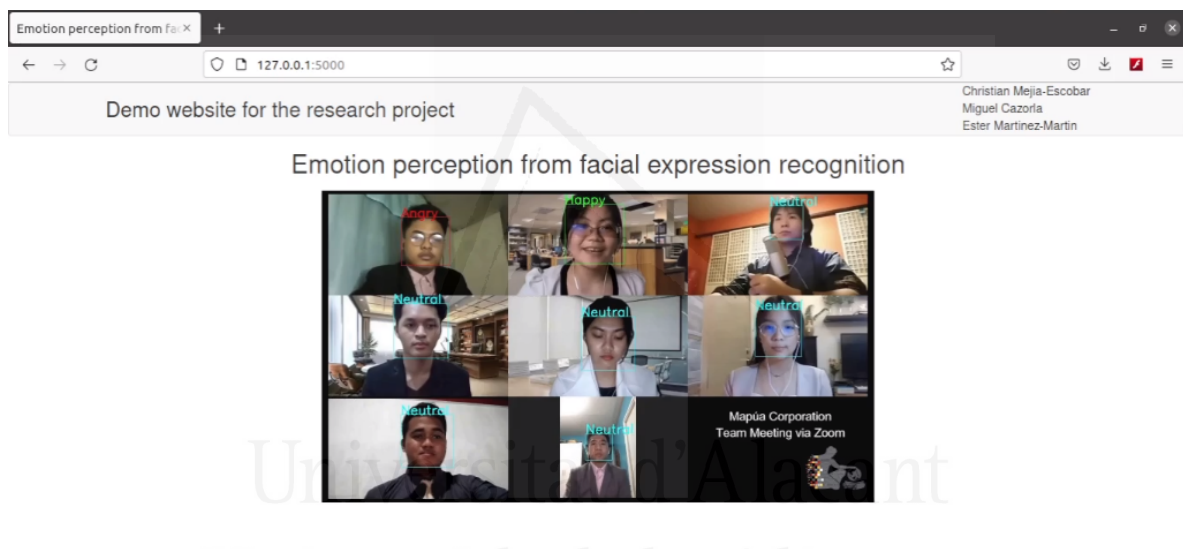 Emotion perception from fac
127.0.0.1:5000
Demo website for the research project
Christian Mejia-Escobar
Miguel Cazorla
Ester Martinez-Martin
Emotion perception from facial expression recognition
Angry
Happy
Neutral
Neutral
Neutral
Neutral
Neutral
Neutral
Mapúa Corporation
Team Meeting via Zoom
Universitat d'Alacant